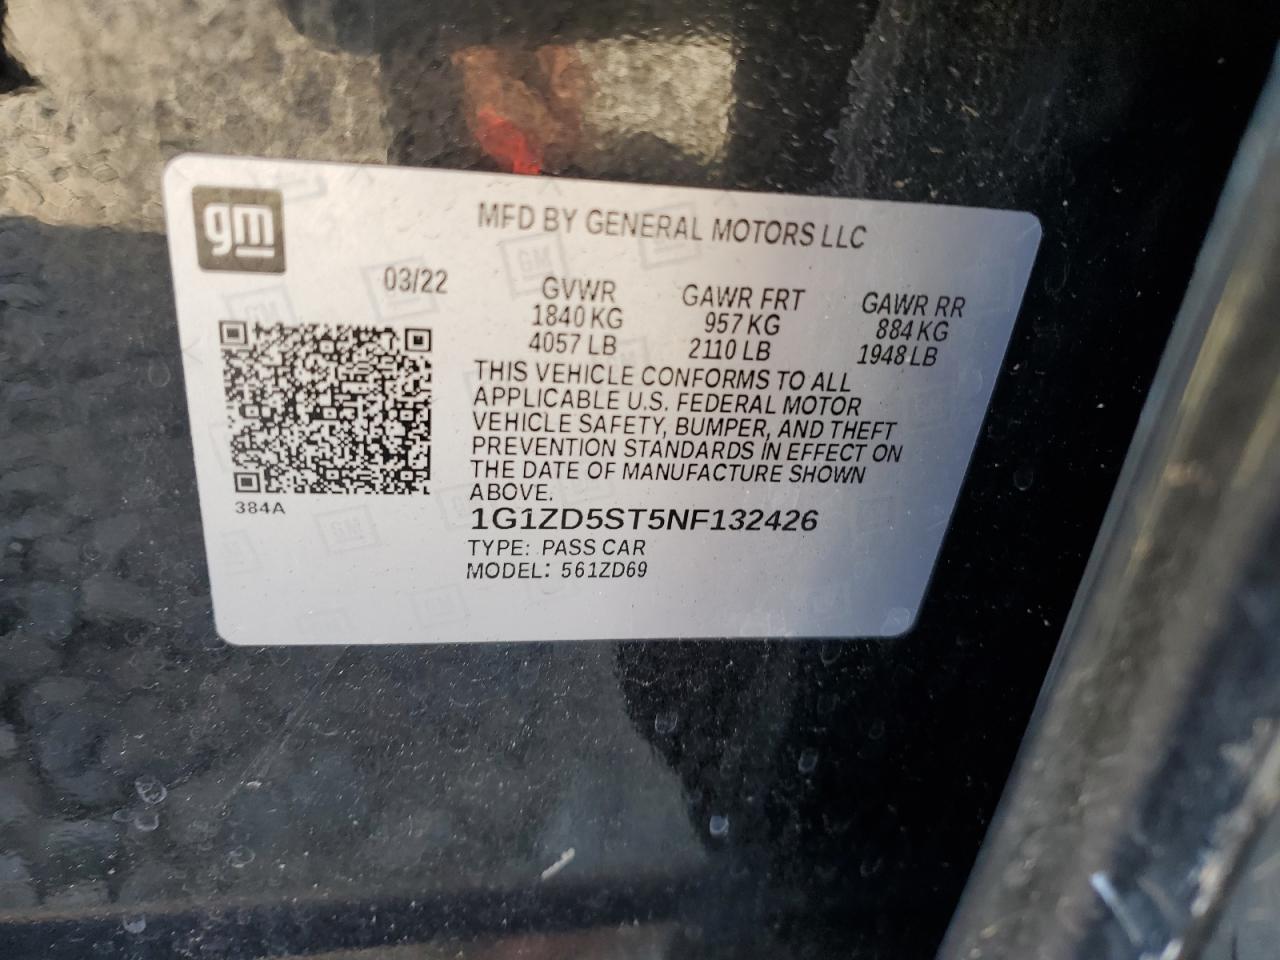 gm
MFD BY GENERAL MOTORS LLC
03/22
GVWR GAWR FRT GAWR RR
1840 KG 957 KG 884 KG
4057 LB 2110 LB 1948 LB
THIS VEHICLE CONFORMS TO ALL
APPLICABLE U.S. FEDERAL MOTOR
VEHICLE SAFETY, BUMPER, AND THEFT
PREVENTION STANDARDS IN EFFECT ON
THE DATE OF MANUFACTURE SHOWN
ABOVE.
384A
1G1ZD5ST5NF132426
TYPE: PASS CAR
MODEL: 561ZD69